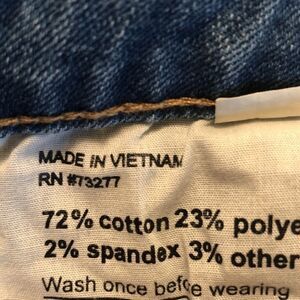 MADE IN VIETNAM
RN #73277
72% cotton 23% polye
2% spandex 3% other
Wash once before wearing